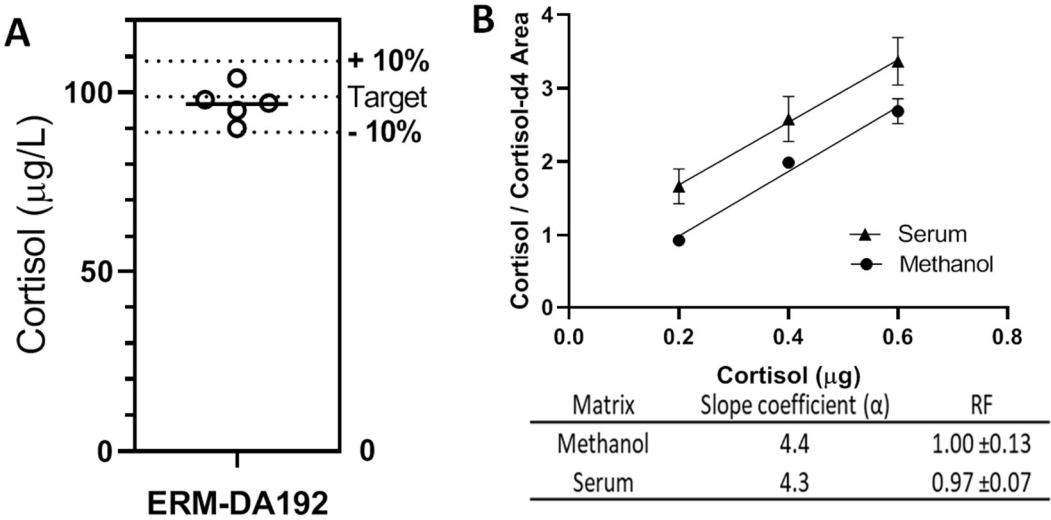 A
Cortisol (µg/L)
100
50
0
+ 10%
Target
- 10%
0
ERM-DA192
B
Cortisol / Cortisol-d4 Area
4
3
2
1
0
Serum
Methanol
0.0 0.2 0.4 0.6 0.8
Cortisol (µg)
Matrix Slope coefficient (α) RF
Methanol 4.4 1.00 ±0.13
Serum 4.3 0.97 ±0.07